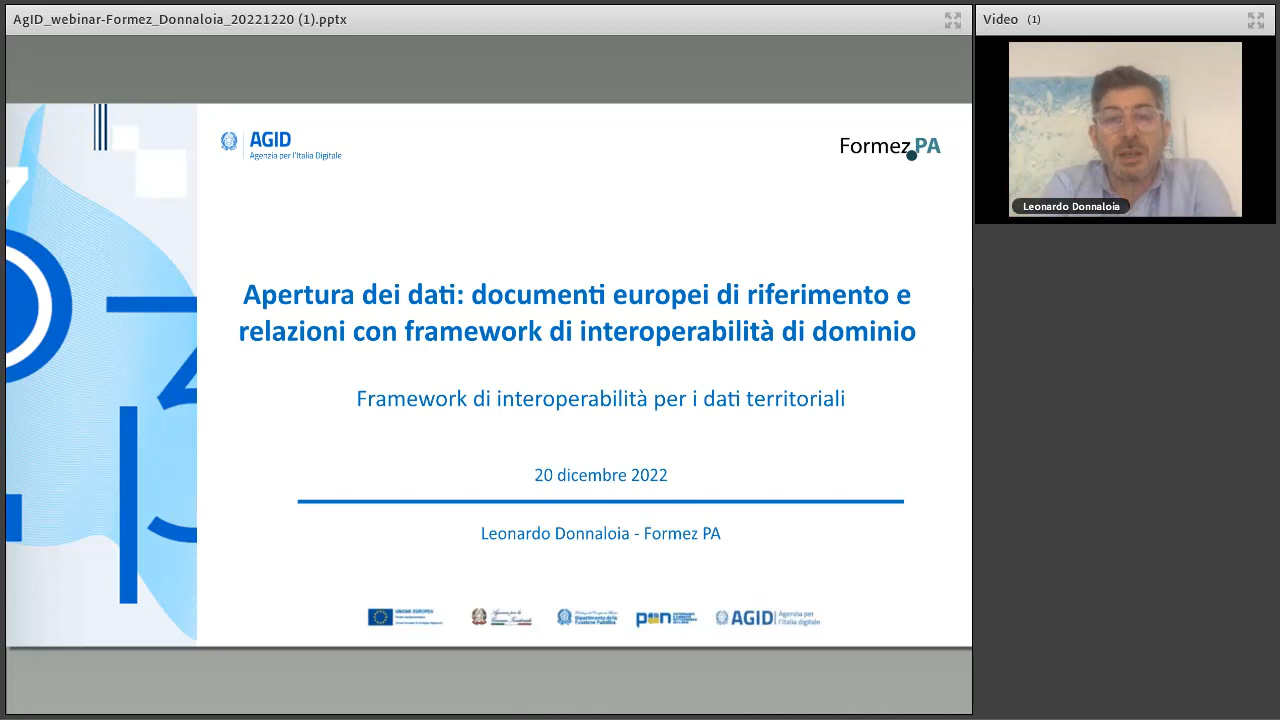 AgID_webinar-Formez_Donnaloia_20221220 (1).pptx
Video (1)
AGID
Agenzia per l'Italia Digitale
Formez PA
Leonardo Donnaloia
Apertura dei dati: documenti europei di riferimento e
relazioni con framework di interoperabilità di dominio
Framework di interoperabilità per i dati territoriali
20 dicembre 2022
Leonardo Donnaloia - Formez PA
UNIONE EUROPEA
pon
AGID
Agenzia per
l'Italia digitale